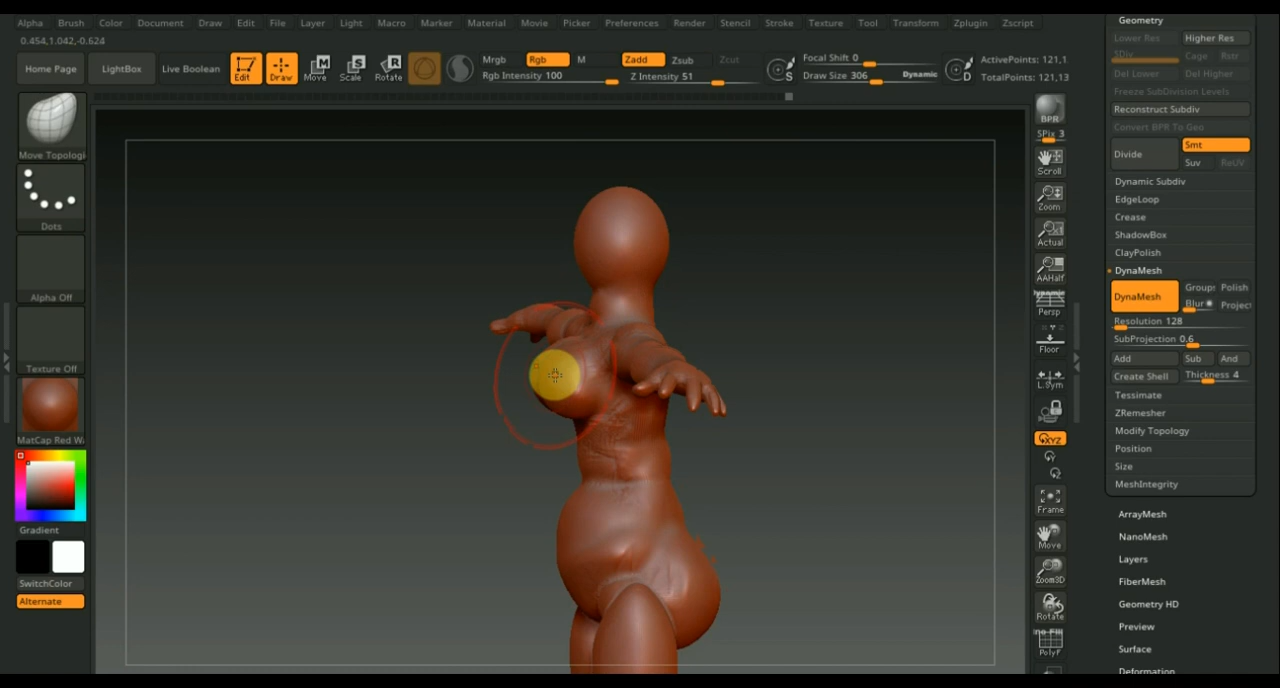 Alpha Brush Color Document Draw Edit File Layer Light Macro Marker Material Movie Picker Preferences Render Stencil Stroke Texture Tool Transform Zplugin Zscript
0.454,1.042,-0.624
Home Page
LightBox
Live Boolean
Edit
Draw
Move
Scale
Rotate
Mrgb Rgb M
Rgb Intensity 100
Zadd Zsub Zcut
Z Intensity 51
Focal Shift 0
Draw Size 306 Dynamic
ActivePoints: 121,1
TotalPoints: 121,13
Move Topologi
Dots
Alpha Off
Texture Off
MatCap Red W
Gradient
SwitchColor
Alternate
BPR
SPix 3
Scroll
Zoom
Actual
AAHalf
Persp
Floor
L.Sym
XYZ
Y
Z
Frame
Move
Zoom3D
Rotate
PolyF
Geometry
Lower Res Higher Res
SDiv Cage Rstr
Del Lower Del Higher
Freeze SubDivision Levels
Reconstruct Subdiv
Convert BPR To Geo
Divide Smt
Suv ReUV
Dynamic Subdiv
EdgeLoop
Crease
ShadowBox
ClayPolish
DynaMesh
DynaMesh Groups Polish
Blur Project
Resolution 128
SubProjection 0.6
Add Sub And
Create Shell Thickness 4
Tessimate
ZRemesher
Modify Topology
Position
Size
MeshIntegrity
ArrayMesh
NanoMesh
Layers
FiberMesh
Geometry HD
Preview
Surface
Deformation